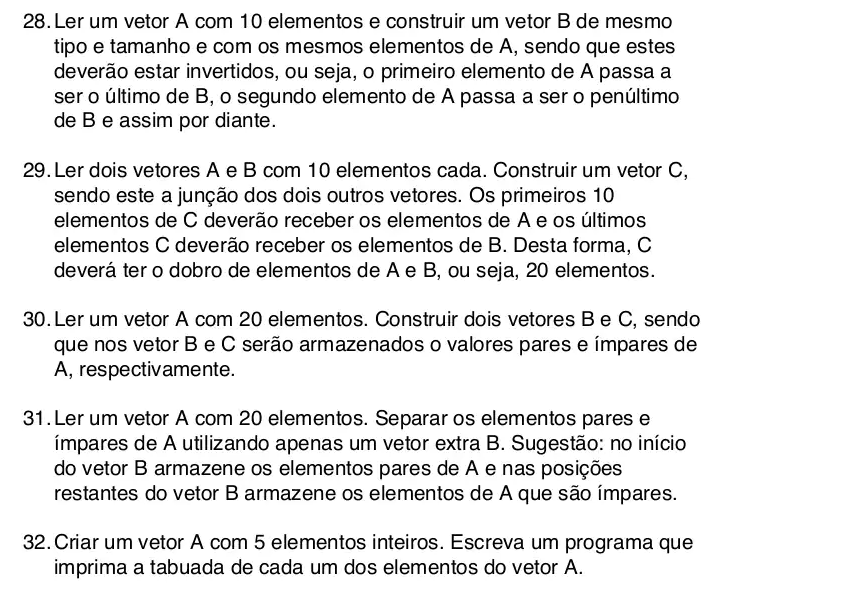 28. Ler um vetor A com 10 elementos e construir um vetor B de mesmo
tipo e tamanho e com os mesmos elementos de A, sendo que estes
deverão estar invertidos, ou seja, o primeiro elemento de A passa a
ser o último de B, o segundo elemento de A passa a ser o penúltimo
de B e assim por diante.
29. Ler dois vetores A e B com 10 elementos cada. Construir um vetor C,
sendo este a junção dos dois outros vetores. Os primeiros 10
elementos de C deverão receber os elementos de A e os últimos
elementos C deverão receber os elementos de B. Desta forma, C
deverá ter o dobro de elementos de A e B, ou seja, 20 elementos.
30. Ler um vetor A com 20 elementos. Construir dois vetores B e C, sendo
que nos vetor B e C serão armazenados o valores pares e ímpares de
A, respectivamente.
31. Ler um vetor A com 20 elementos. Separar os elementos pares e
ímpares de A utilizando apenas um vetor extra B. Sugestão: no início
do vetor B armazene os elementos pares de A e nas posições
restantes do vetor B armazene os elementos de A que são ímpares.
32. Criar um vetor A com 5 elementos inteiros. Escreva um programa que
imprima a tabuada de cada um dos elementos do vetor A.